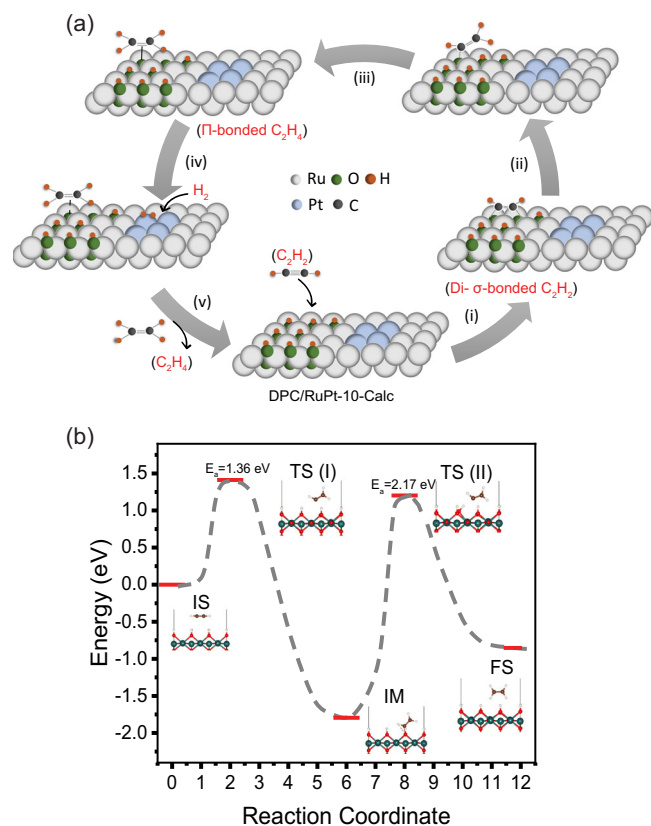 (a)
(iii)
(Π-bonded C₂H₄)
(iv)
H₂
Ru O H
Pt C
(ii)
(Di- σ-bonded C₂H₂)
(C₂H₂)
(v)
(i)
(C₂H₄)
DPC/RuPt-10-Calc
(b)
1.5
1.0
0.5
0.0
-0.5
-1.0
-1.5
-2.0
Energy (eV)
Eₐ=1.36 eV
TS (I)
Eₐ=2.17 eV
TS (II)
IS
IM
FS
0 1 2 3 4 5 6 7 8 9 10 11 12
Reaction Coordinate